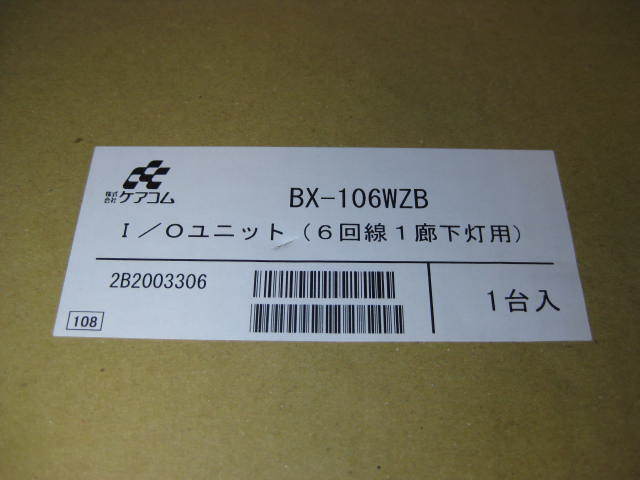 株式会社 ケアコム
BX-106WZB
I/Oユニット(6回線1廊下灯用)
2B2003306
1台入
108